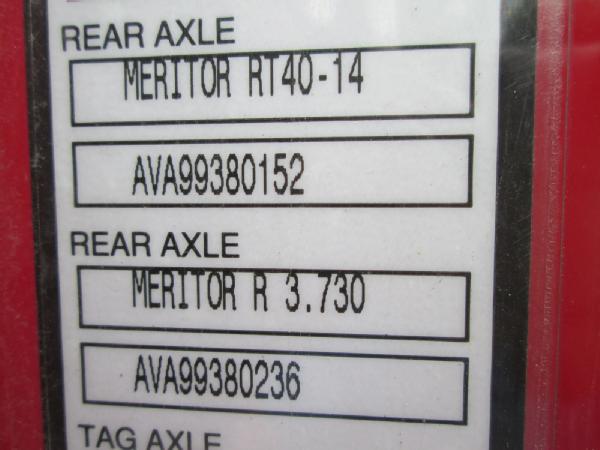 REAR AXLE
MERITOR RT40-14
AVA99380152
REAR AXLE
MERITOR R 3.730
AVA99380236
TAG AXLE